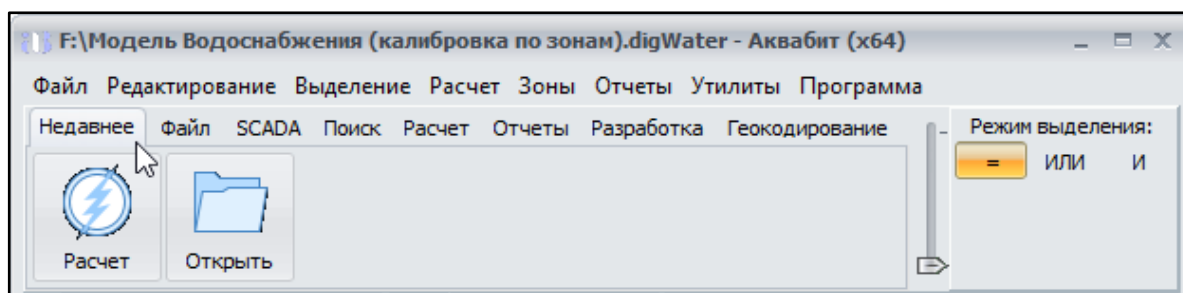 F:\Модель Водоснабжения (калибровка по зонам).digWater - Аквабит (x64)
Файл Редактирование Выделение Расчет Зоны Отчеты Утилиты Программа
Недавнее Файл SCADA Поиск Расчет Отчеты Разработка Геокодирование
Режим выделения:
= ИЛИ И
Расчет Открыть